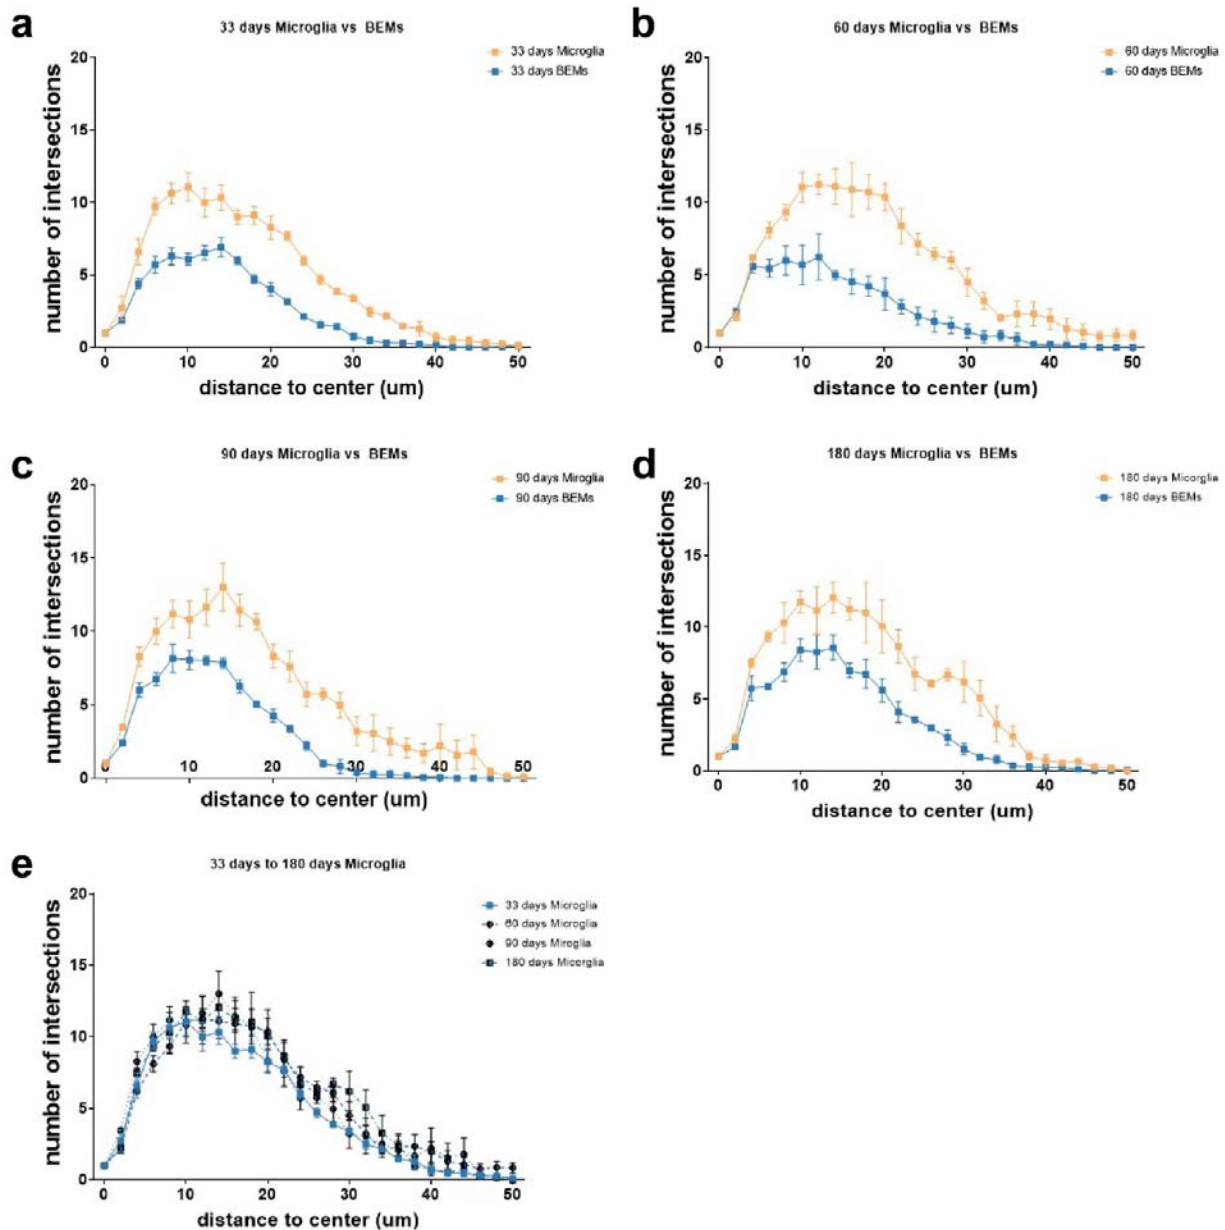 a
33 days Microglia vs BEMs
33 days Microglia
33 days BEMs
20
15
10
5
0
number of intersections
0 10 20 30 40 50
distance to center (um)
b
60 days Microglia vs BEMs
60 days Microglia
60 days BEMs
20
15
10
5
0
number of intersections
0 10 20 30 40 50
distance to center (um)
c
90 days Microglia vs BEMs
90 days Miroglia
90 days BEMs
20
15
10
5
0
number of intersections
0 10 20 30 40 50
distance to center (um)
d
180 days Microglia vs BEMs
180 days Micorglia
180 days BEMs
20
15
10
5
0
number of intersections
0 10 20 30 40 50
distance to center (um)
e
33 days to 180 days Microglia
33 days Microglia
60 days Microglia
90 days Miroglia
180 days Micorglia
20
15
10
5
0
number of intersections
0 10 20 30 40 50
distance to center (um)